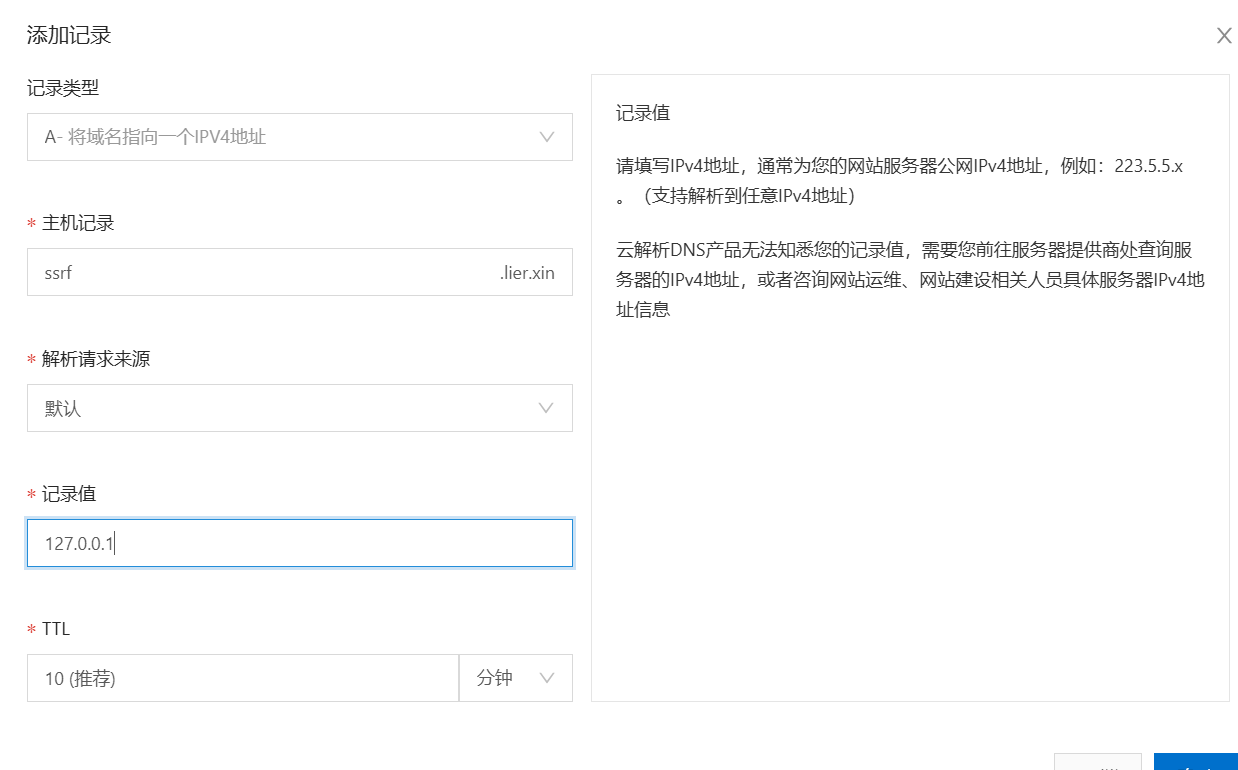 添加记录
记录类型
A- 将域名指向一个IPV4地址
* 主机记录
ssrf .lier.xin
* 解析请求来源
默认
* 记录值
127.0.0.1
* TTL
10 (推荐) 分钟
记录值
请填写IPv4地址，通常为您的网站服务器公网IPv4地址，例如：223.5.5.x
。（支持解析到任意IPv4地址）
云解析DNS产品无法知悉您的记录值，需要您前往服务器提供商处查询服
务器的IPv4地址，或者咨询网站运维、网站建设相关人员具体服务器IPv4地
址信息